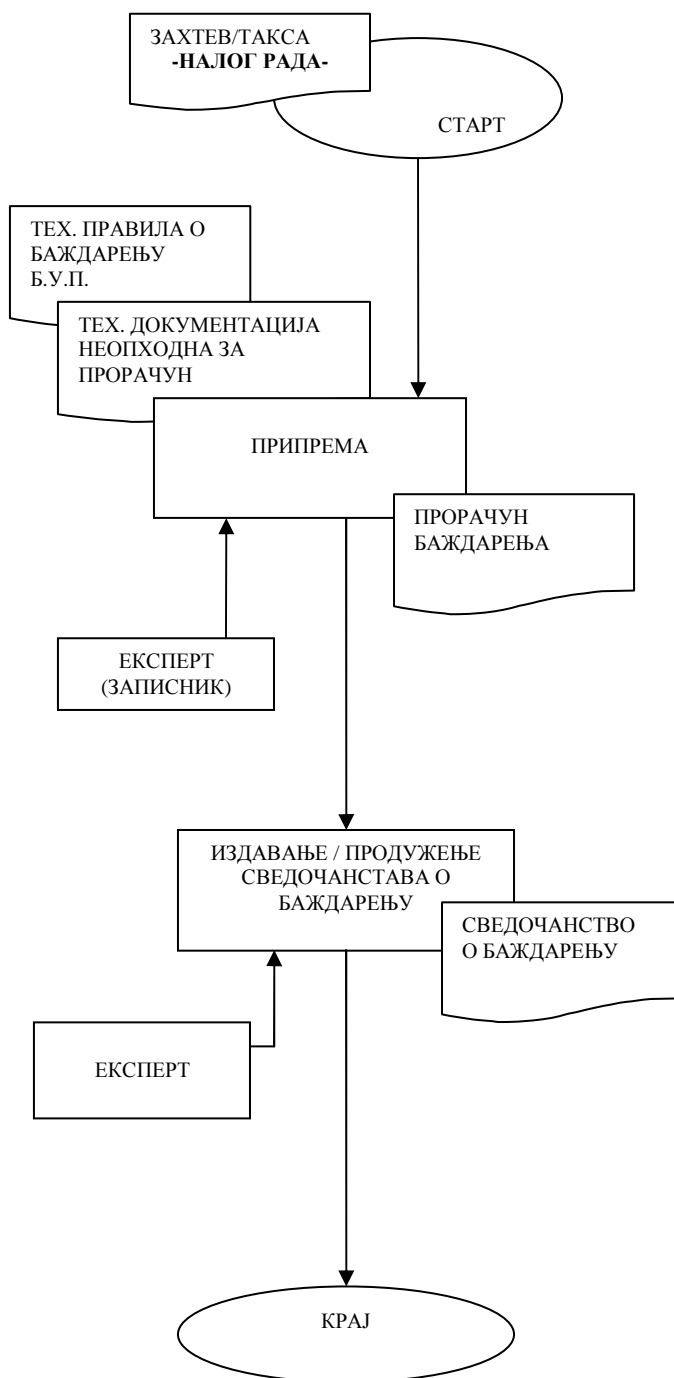 ЗАХТЕВ/ТАКСА
-НАЛОГ РАДА-
СТАРТ
ТЕХ. ПРАВИЛА О
БАЖДАРЕЊУ
Б.У.П.
ТЕХ. ДОКУМЕНТАЦИЈА
НЕОПХОДНА ЗА
ПРОРАЧУН
ПРИПРЕМА
ПРОРАЧУН
БАЖДАРЕЊА
ЕКСПЕРТ
(ЗАПИСНИК)
ИЗДАВАЊЕ / ПРОДУЖЕЊЕ
СВЕДОЧАНСТАВА О
БАЖДАРЕЊУ
СВЕДОЧАНСТВО
О БАЖДАРЕЊУ
ЕКСПЕРТ
КРАЈ